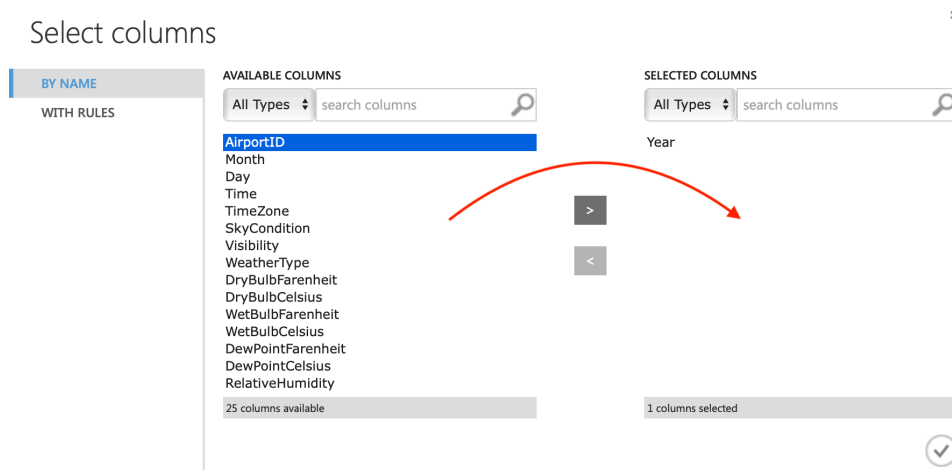 Select columns
BY NAME
WITH RULES
AVAILABLE COLUMNS
All Types search columns
AirportID
Month
Day
Time
TimeZone
SkyCondition
Visibility
WeatherType
DryBulbFarenheit
DryBulbCelsius
WetBulbFarenheit
WetBulbCelsius
DewPointFarenheit
DewPointCelsius
RelativeHumidity
25 columns available
>
<
SELECTED COLUMNS
All Types search columns
Year
1 columns selected